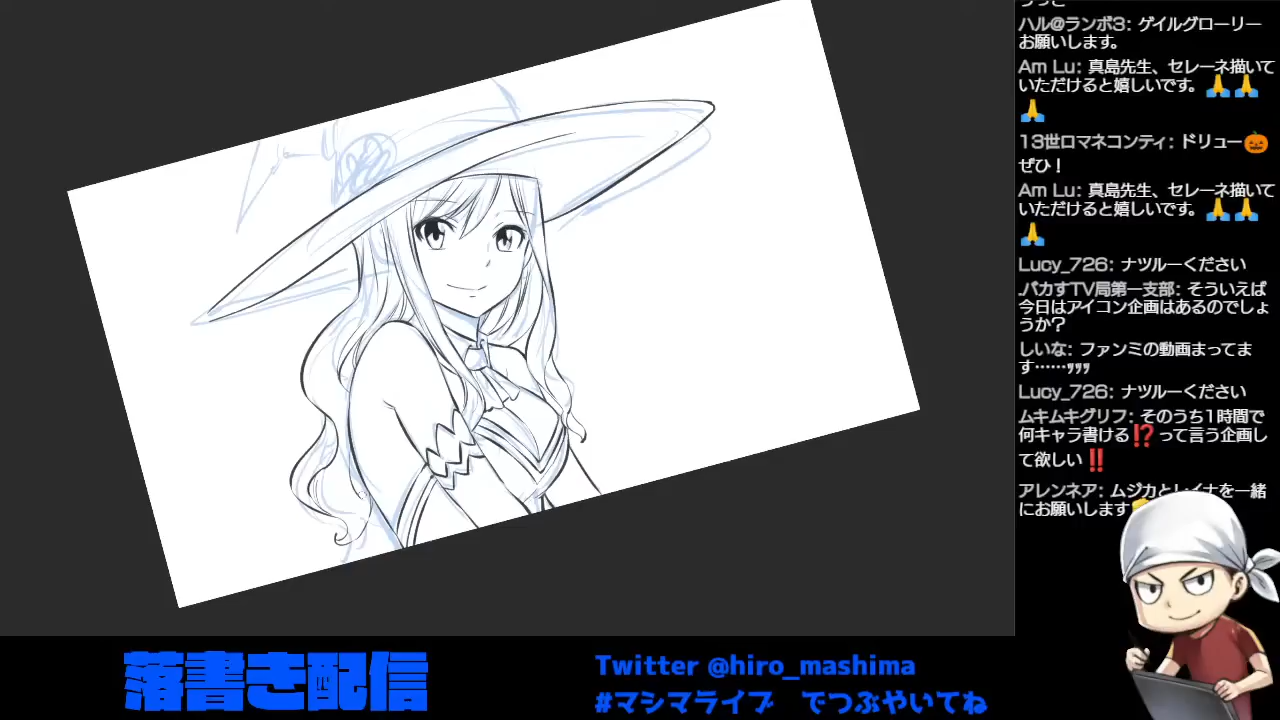 ハル@ランボ3: ゲイルグローリー
お願いします。
Am Lu: 真島先生、セレーネ描いて
いただけると嬉しいです。🙏🙏
🙏
13世ロマネコンティ: ドリュー🎃
ぜひ！
Am Lu: 真島先生、セレーネ描いて
いただけると嬉しいです。🙏🙏
🙏
Lucy_726: ナツルーください
.バカすTV局第一支部: そういえば
今日はアイコン企画はあるのでしょ
うか？
しいな: ファンミの動画まってま
す……ｯｯｯ
Lucy_726: ナツルーください
ムキムキグリフ: そのうち1時間で
何キャラ書ける⁉️って言う企画し
て欲しい‼️
アレンネア: ムジカとレイナを一緒
にお願いします
落書き配信
Twitter @hiro_mashima
#マシマライブ　でつぶやいてね